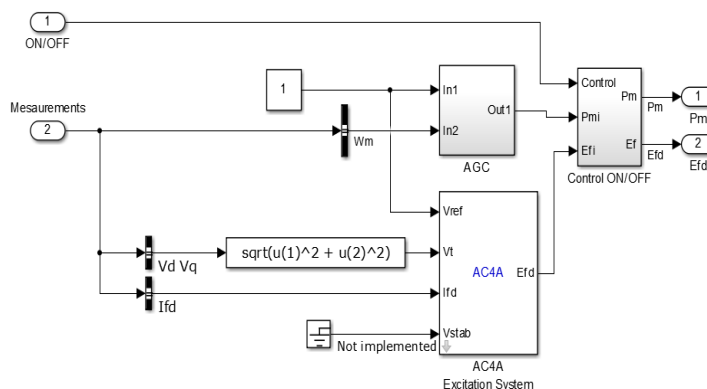 1
ON/OFF
Mesaurements
2
1
Wm
In1
In2
Out1
AGC
Control
Pmi
Efi
Pm
Ef
Control ON/OFF
Pm
Efd
1
Pm
2
Efd
Vd Vq
sqrt(u(1)^2 + u(2)^2)
Ifd
Vref
Vt
Ifd
Vstab
AC4A
Efd
Not implemented
AC4A
Excitation System